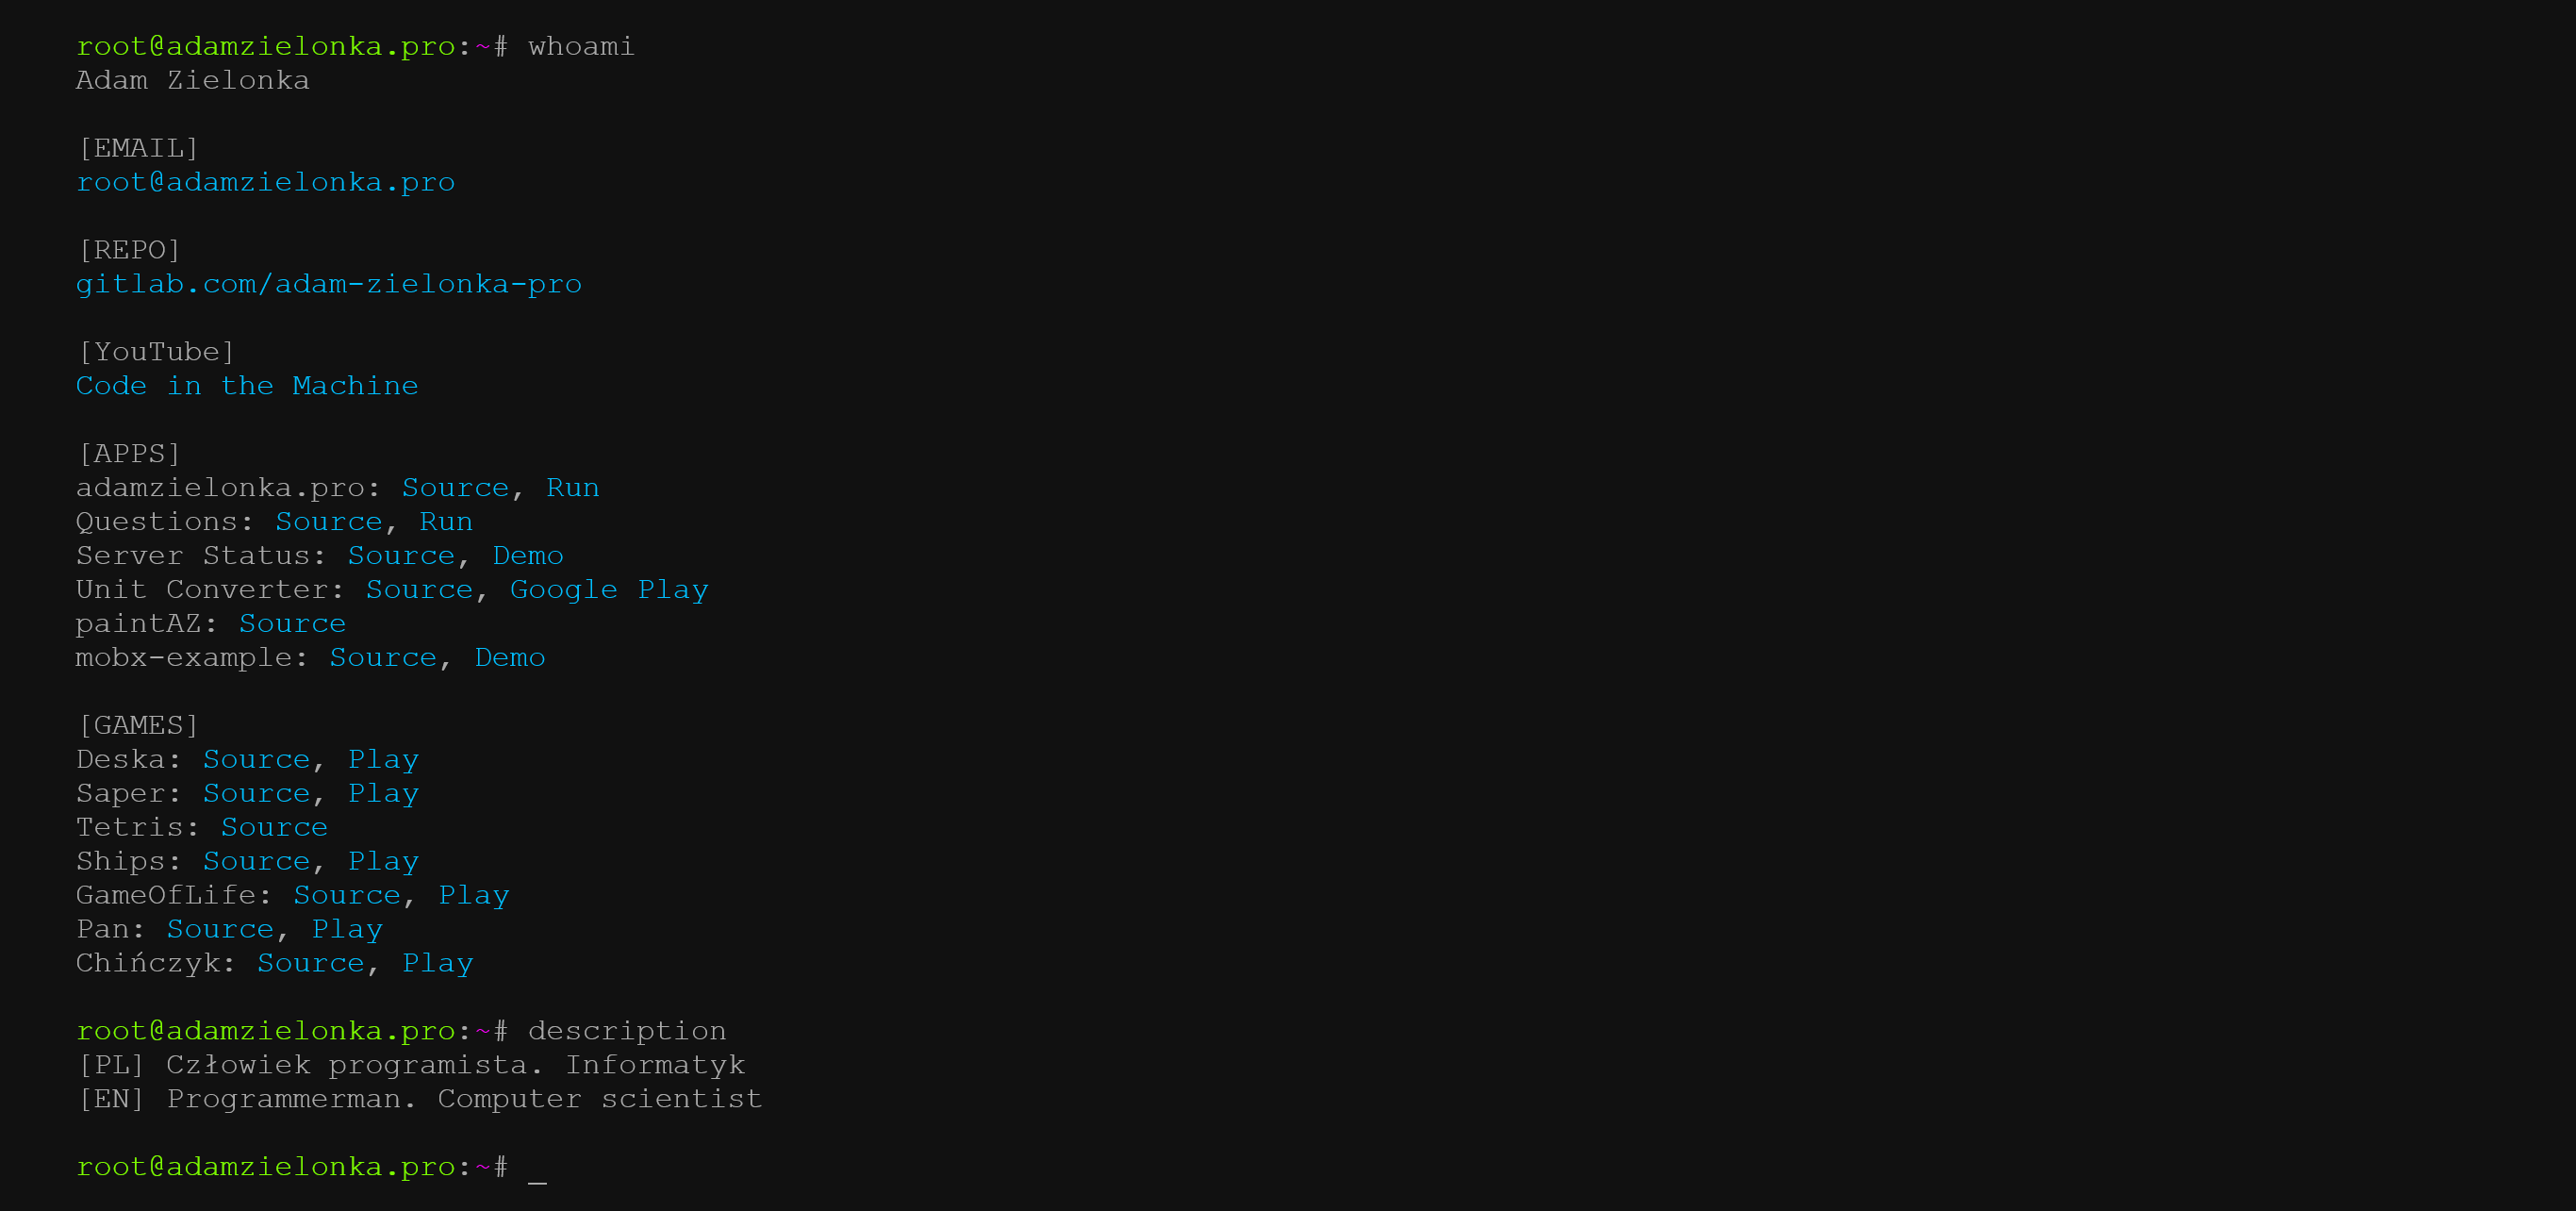 root@adamzielonka.pro:~# whoami
Adam Zielonka
[EMAIL]
root@adamzielonka.pro
[REPO]
gitlab.com/adam-zielonka-pro
[YouTube]
Code in the Machine
[APPS]
adamzielonka.pro: Source, Run
Questions: Source, Run
Server Status: Source, Demo
Unit Converter: Source, Google Play
paintAZ: Source
mobx-example: Source, Demo
[GAMES]
Deska: Source, Play
Saper: Source, Play
Tetris: Source
Ships: Source, Play
GameOfLife: Source, Play
Pan: Source, Play
Chińczyk: Source, Play
root@adamzielonka.pro:~# description
[PL] Człowiek programista. Informatyk
[EN] Programmerman. Computer scientist
root@adamzielonka.pro:~# _